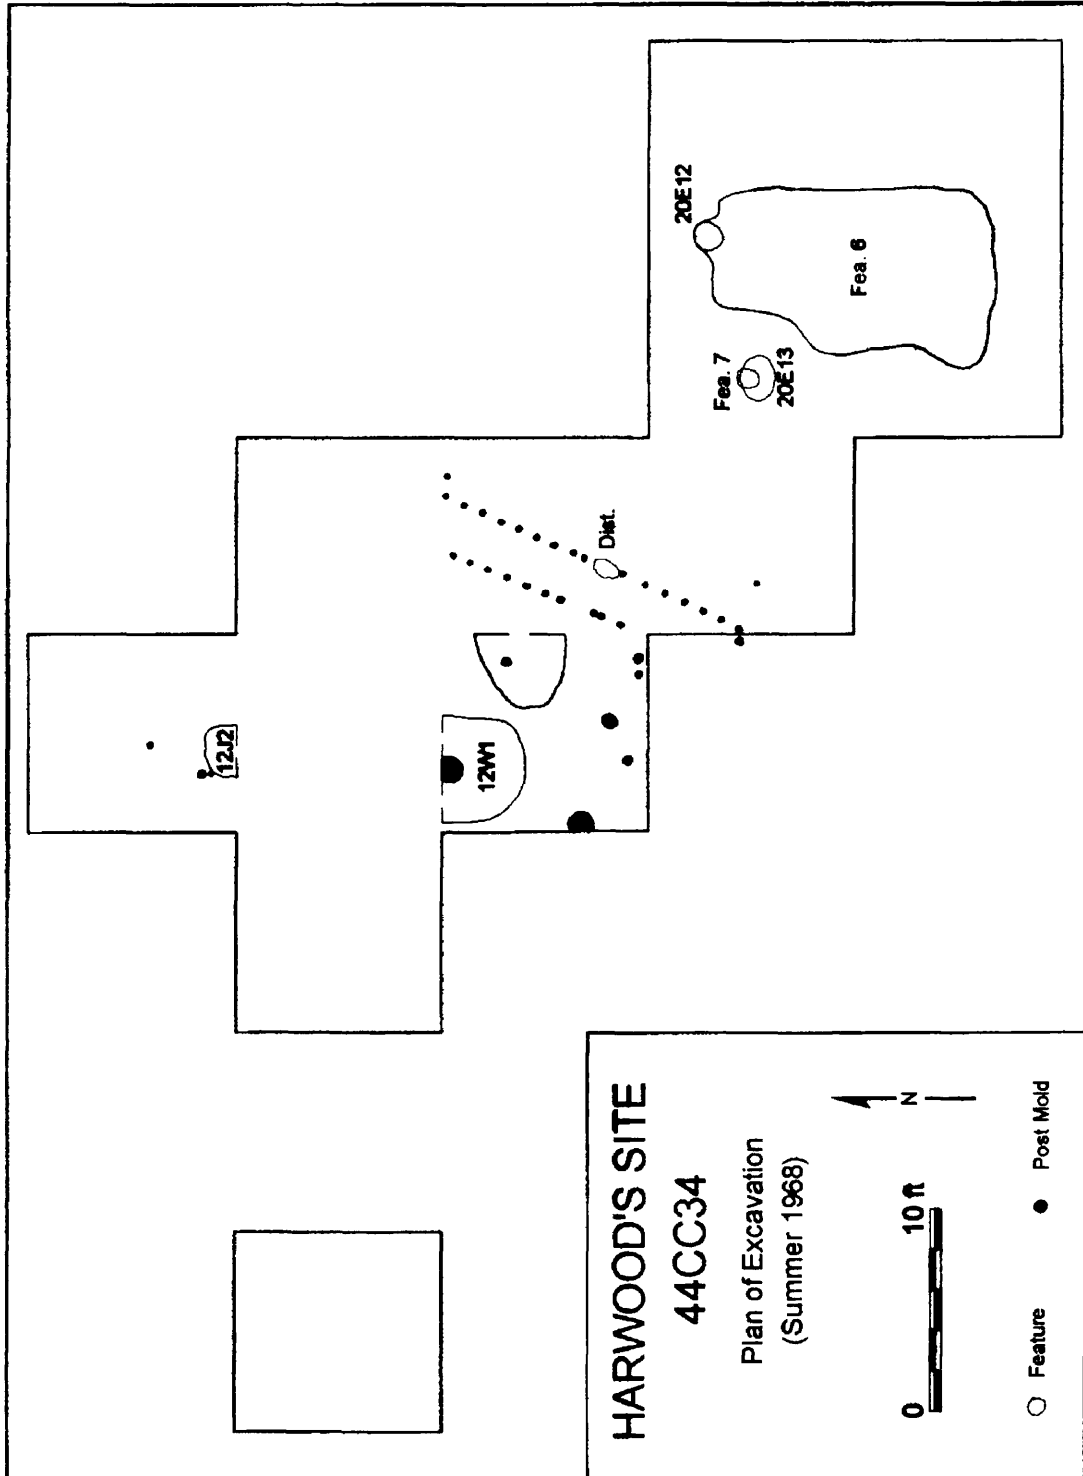 20E12
Fea. 6
Fea. 7
20E13
Dist.
12J2
12W1
HARWOOD'S SITE
44CC34
Plan of Excavation
(Summer 1968)
N
0 10 ft
Feature Post Mold